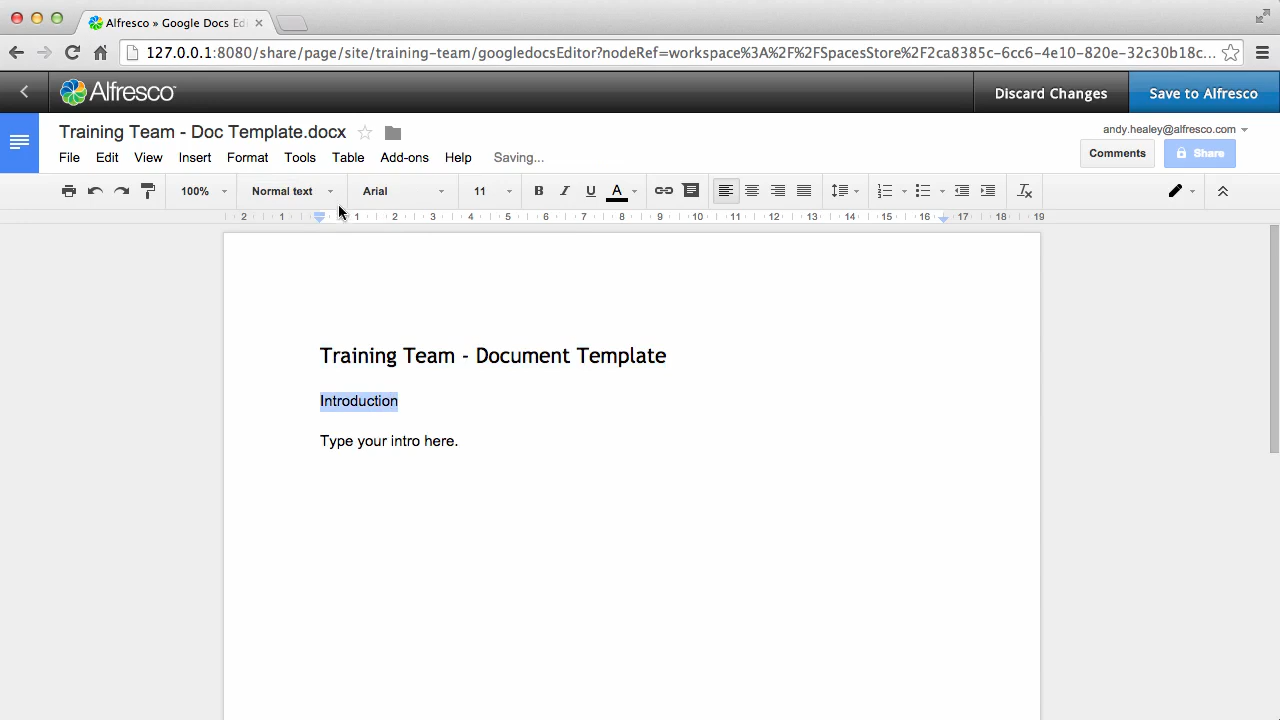 Alfresco » Google Docs Edi
127.0.0.1:8080/share/page/site/training-team/googledocsEditor?nodeRef=workspace%3A%2F%2FSpacesStore%2F2ca8385c-6cc6-4e10-820e-32c30b18c...
Alfresco
Discard Changes
Save to Alfresco
Training Team - Doc Template.docx
andy.healey@alfresco.com
File Edit View Insert Format Tools Table Add-ons Help Saving...
Comments
Share
100% Normal text Arial 11 B I U A
2 1 1 2 3 4 5 6 7 8 9 10 11 12 13 14 15 16 17 18 19
Training Team - Document Template
Introduction
Type your intro here.